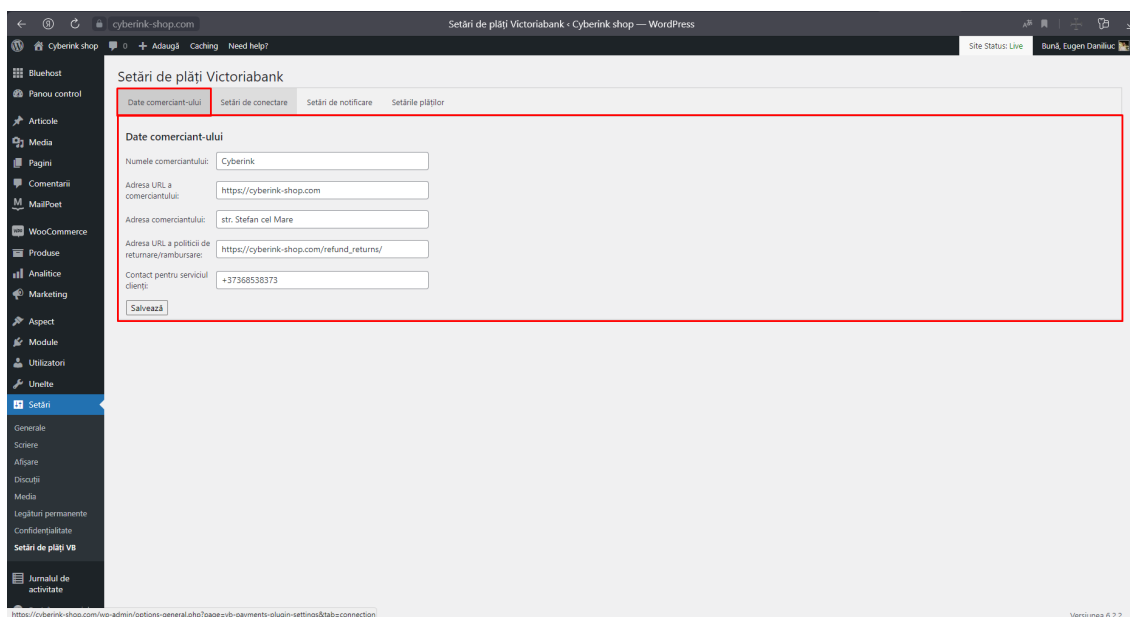 cyberink-shop.com
Setări de plăți Victoriabank ‹ Cyberink shop — WordPress
Cyberink shop 0 + Adaugă Caching Need help? Site Status: Live Bună, Eugen Daniliuc
Bluehost
Panou control
Articole
Media
Pagini
Comentarii
MailPoet
WooCommerce
Produse
Analitice
Marketing
Aspect
Module
Utilizatori
Unelte
Setări
Generale
Scriere
Afișare
Discuții
Media
Legături permanente
Confidențialitate
Setări de plăți VB
Jurnalul de
activitate
Setări de plăți Victoriabank
Date comerciant-ului Setări de conectare Setări de notificare Setările plăților
Date comerciant-ului
Numele comerciantului: Cyberink
Adresa URL a
comerciantului:
https://cyberink-shop.com
Adresa comerciantului: str. Stefan cel Mare
Adresa URL a politicii de
returnare/rambursare:
https://cyberink-shop.com/refund_returns/
Contact pentru serviciul
clienți:
+37368538373
Salvează
https://cyberink-shop.com/wp-admin/options-general.php?page=vb-payments-plugin-settings&tab=connection
Versiunea 6.2.2